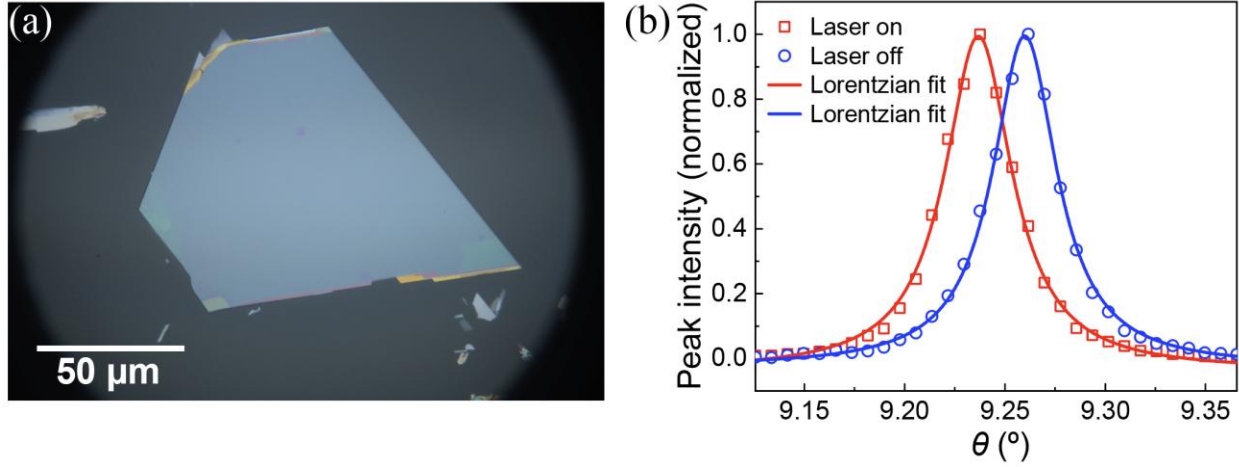 (a)
50 μm
(b)
Laser on
Laser off
Lorentzian fit
Lorentzian fit
Peak intensity (normalized)
1.0
0.8
0.6
0.4
0.2
0.0
9.15 9.20 9.25 9.30 9.35
θ (º)